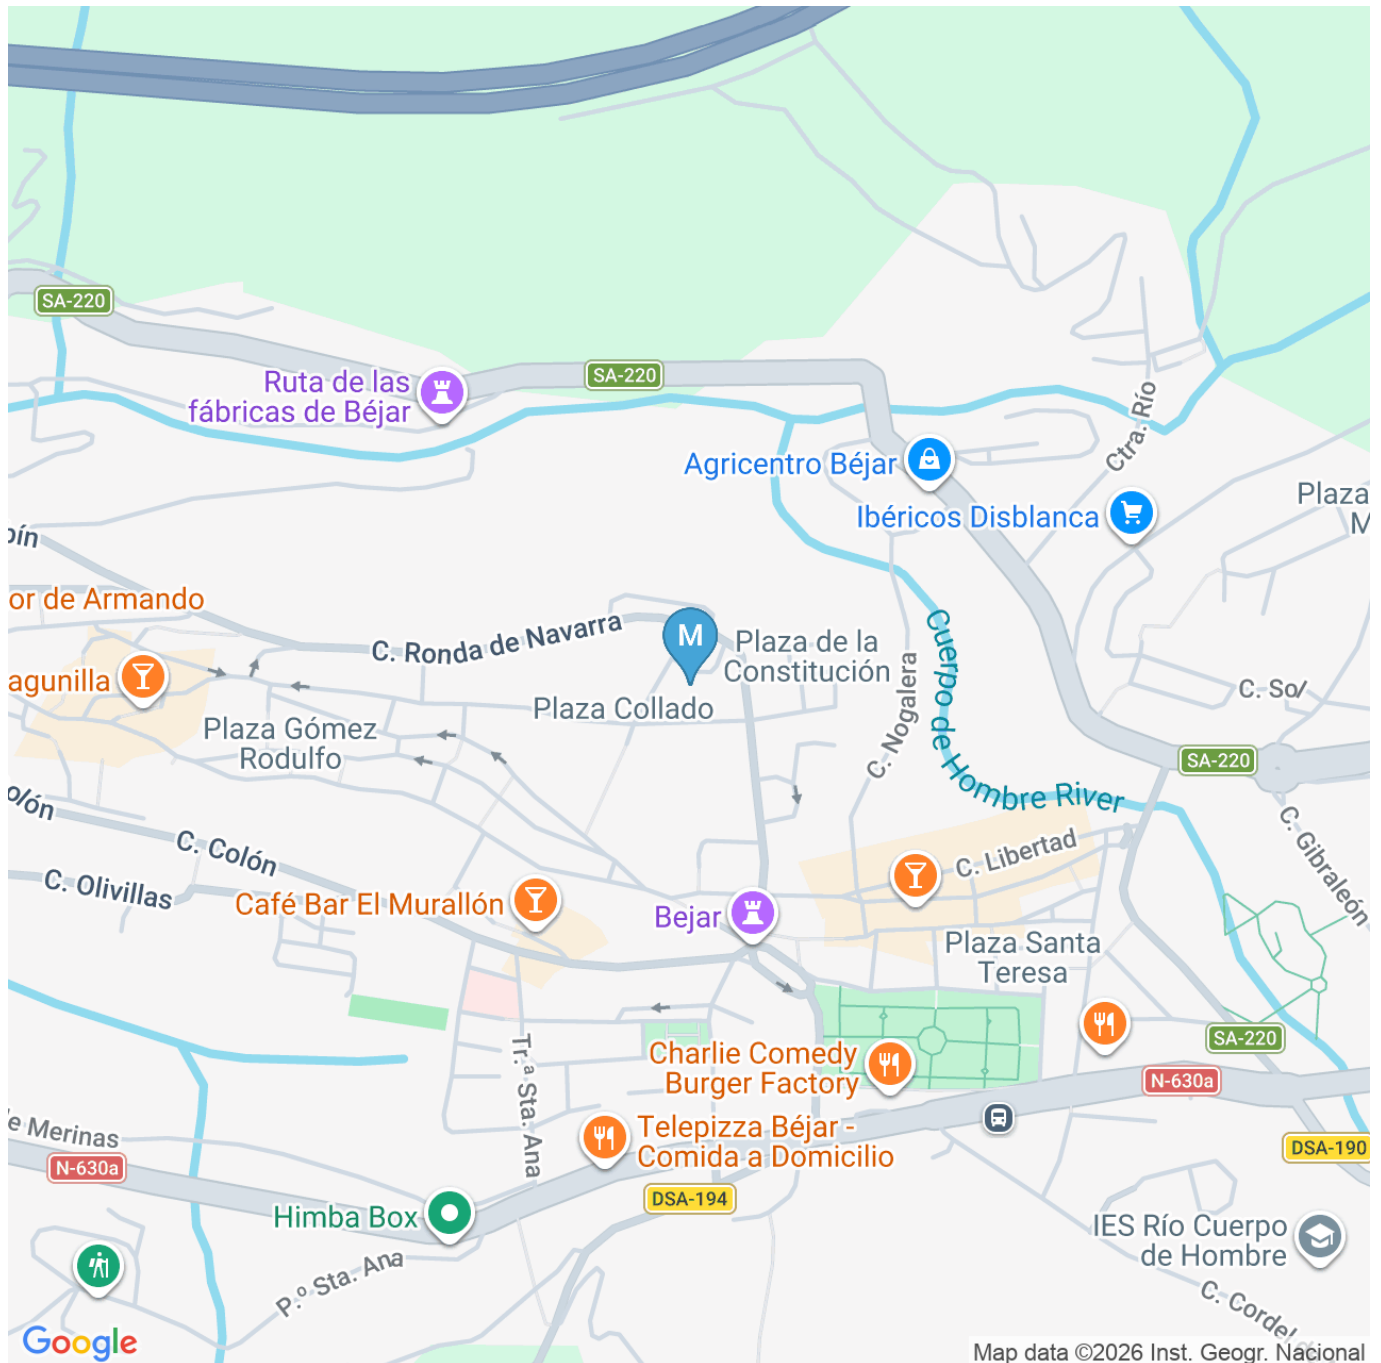 SA-220
SA-220
Ruta de las
fábricas de Béjar
Ctra. Río
Agricentro Béjar
Plaza
M
Ibéricos Disblanca
pín
or de Armando
C. Ronda de Navarra
M
Plaza de la
Constitución
Cuerpo de Hombre River
C. Nogalera
agunilla
C. Sol
Plaza Collado
Plaza Gómez
Rodulfo
SA-220
olón
C. Colón
C. Libertad
C. Gibraleón
C. Olivillas
Café Bar El Murallón
Bejar
Plaza Santa
Teresa
SA-220
Tr.ª Sta. Ana
Charlie Comedy
Burger Factory
N-630a
e Merinas
Telepizza Béjar -
Comida a Domicilio
DSA-190
N-630a
DSA-194
Himba Box
IES Río Cuerpo
de Hombre
P.º Sta. Ana
C. Cordel
Google
Map data ©2026 Inst. Geogr. Nacional